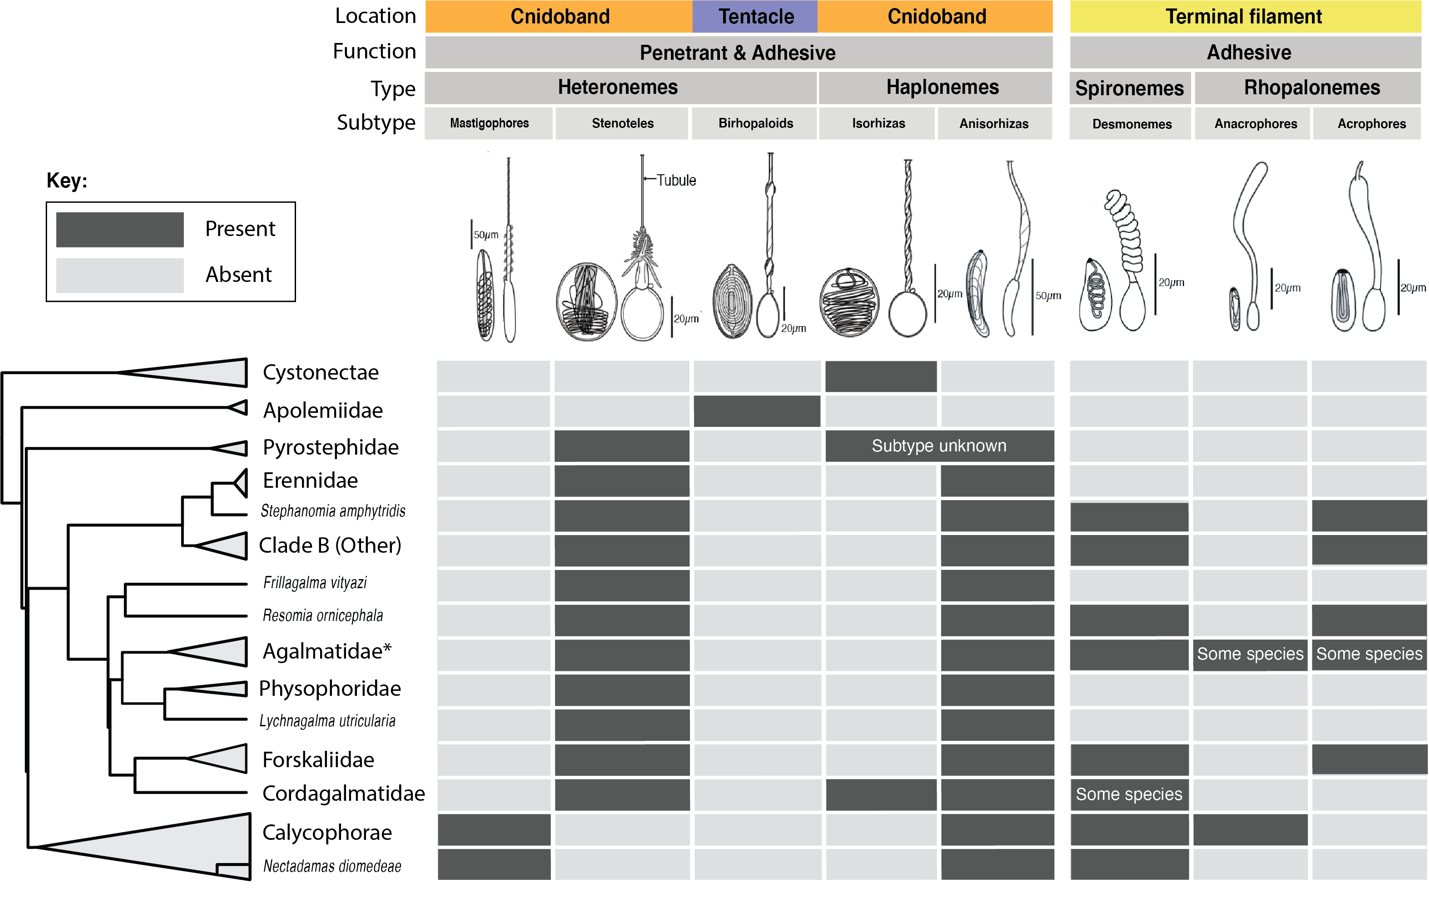 Location Cnidoband Tentacle Cnidoband Terminal filament
Function Penetrant & Adhesive Adhesive
Type Heteronemes Haplonemes Spironemes Rhopalonemes
Subtype Mastigophores Stenoteles Birhopaloids Isorhizas Anisorhizas Desmonemes Anacrophores Acrophores
Key:
Present
Absent
Tubule
50µm
20µm
20µm
20µm
50µm
20µm
20µm
20µm
Cystonectae
Apolemiidae
Pyrostephidae Subtype unknown
Erennidae
Stephanomia amphytridis
Clade B (Other)
Frillagalma vityazi
Resomia ornicephala
Agalmatidae* Some species Some species
Physophoridae
Lychnagalma utricularia
Forskaliidae
Cordagalmatidae Some species
Calycophorae
Nectadamas diomedeae